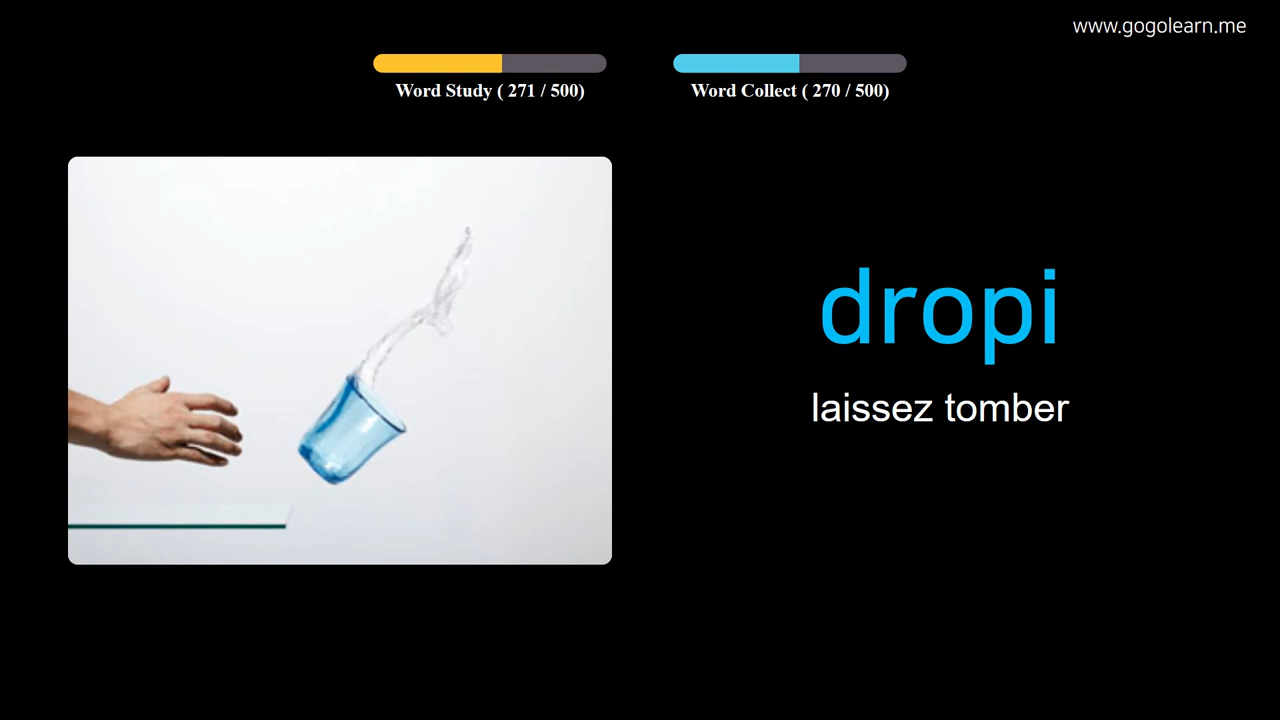 www.gogolearn.me
Word Study ( 271 / 500)
Word Collect ( 270 / 500)
dropi
laissez tomber